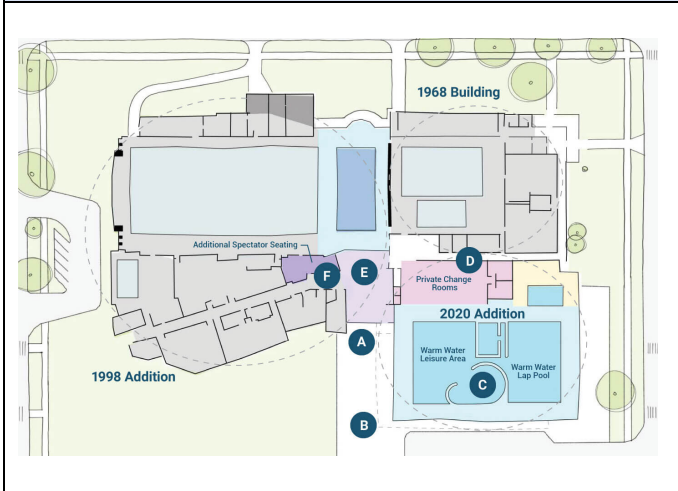 1968 Building
Additional Spectator Seating
E
D
F
Private Change
Rooms
2020 Addition
A
Warm Water
Leisure Area
Warm Water
Lap Pool
1998 Addition
C
B